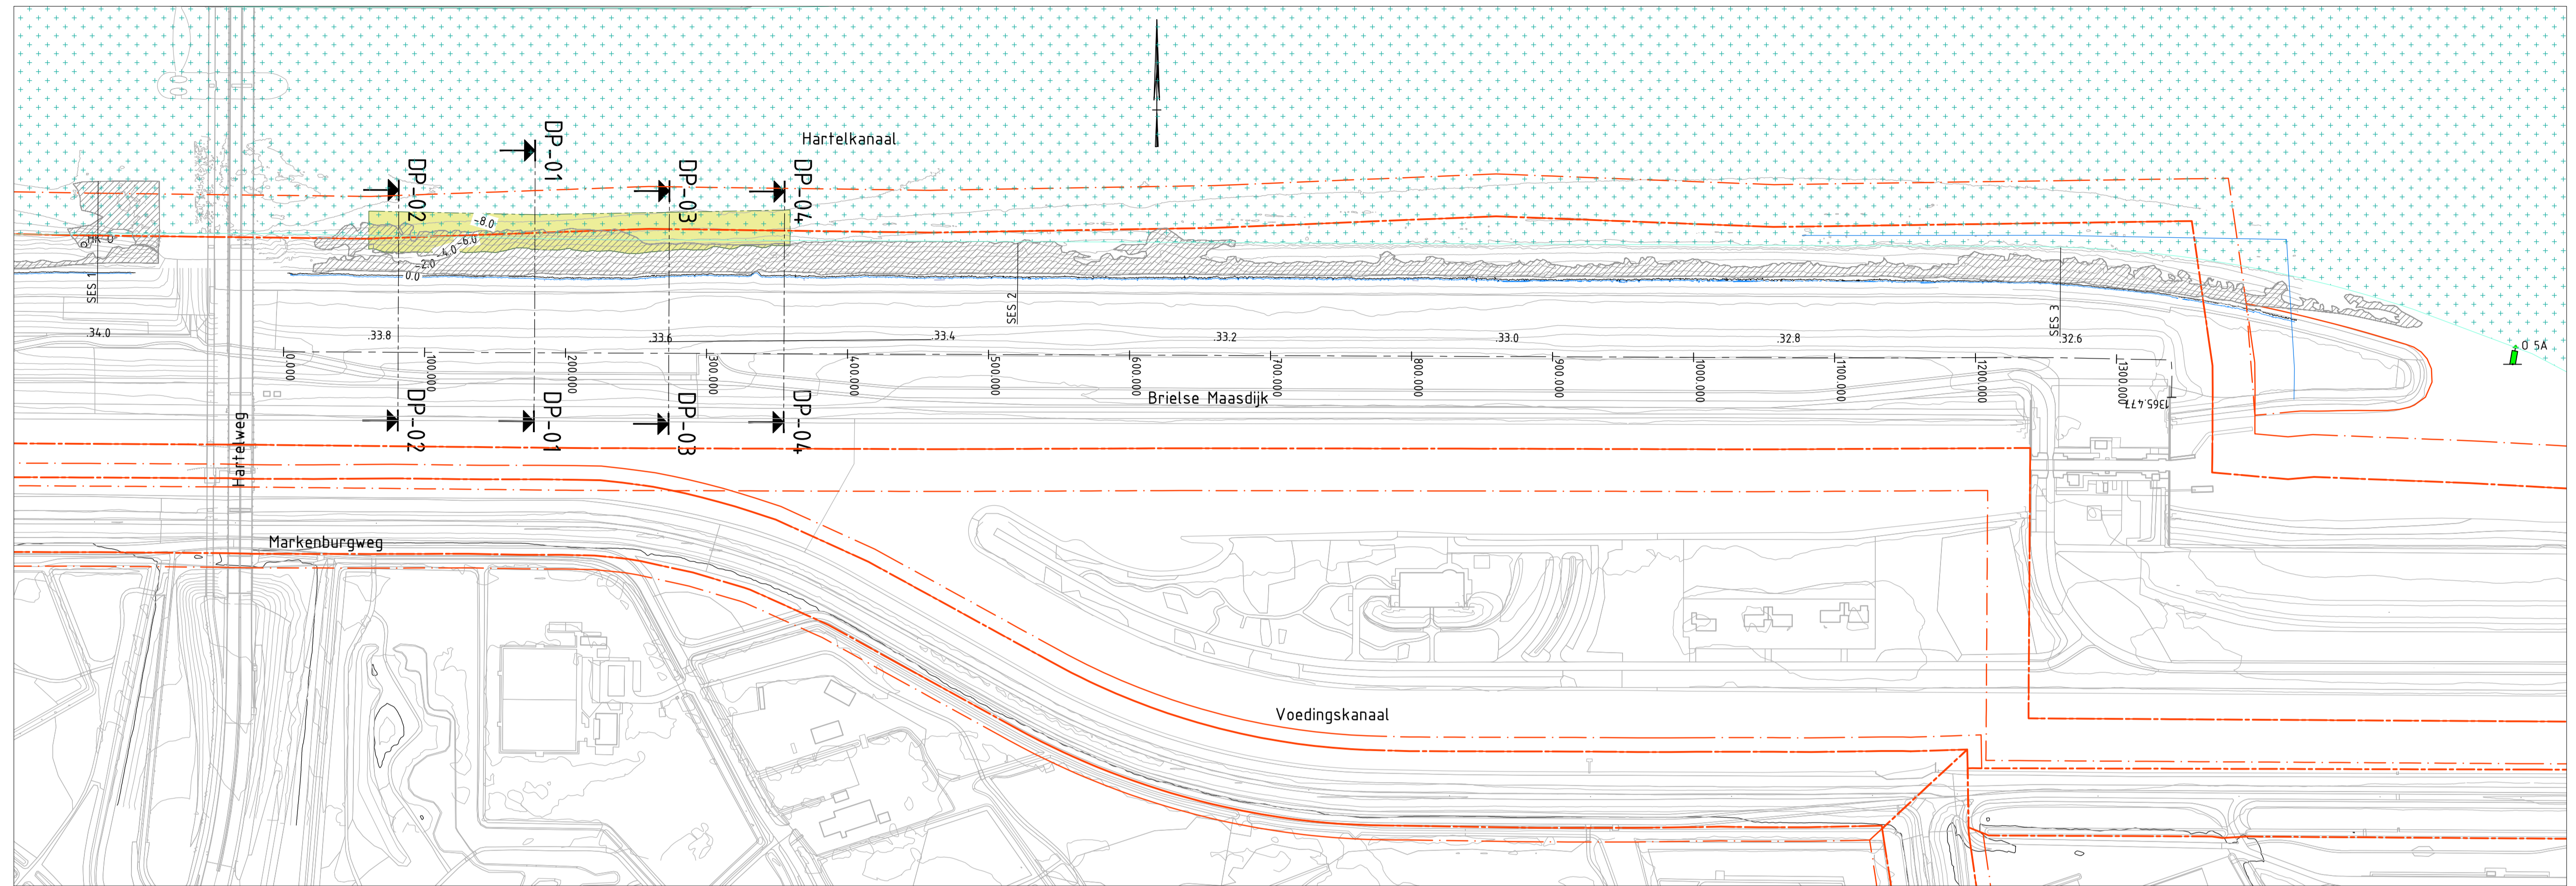 DP-01
Hartelkanaal
DP-02
DP-03
DP-04
-8.0
-6.0
-4.0
-2.0
0.0
HK O
SES 1
SES 2
SES 3
.34.0
.33.8
.33.6
.33.4
.33.2
.33.0
.32.8
.32.6
O 5A
0.000
100.000
200.000
300.000
400.000
500.000
600.000
700.000
800.000
900.000
1000.000
1100.000
1200.000
1300.000
1365.477
Brielse Maasdijk
DP-02
DP-01
DP-03
DP-04
Hartelweg
Markenburgweg
Voedingskanaal